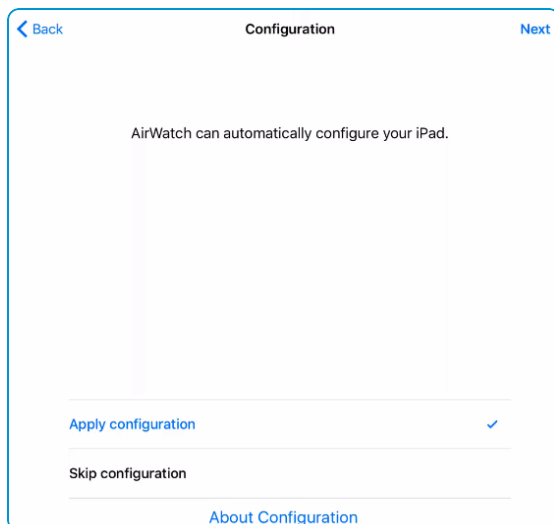 Back Configuration Next
AirWatch can automatically configure your iPad.
Apply configuration
Skip configuration
About Configuration